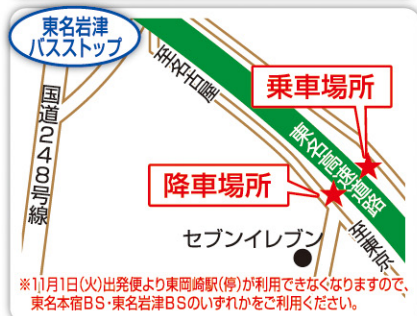 東名岩津
バスストップ
至名古屋
乗車場所
国道248号線
東名高速道路
降車場所
至東京
セブンイレブン
※11月1日(火)出発便より東岡崎駅(停)が利用できなくなりますので、
東名本宿BS・東名岩津BSのいずれかをご利用ください。